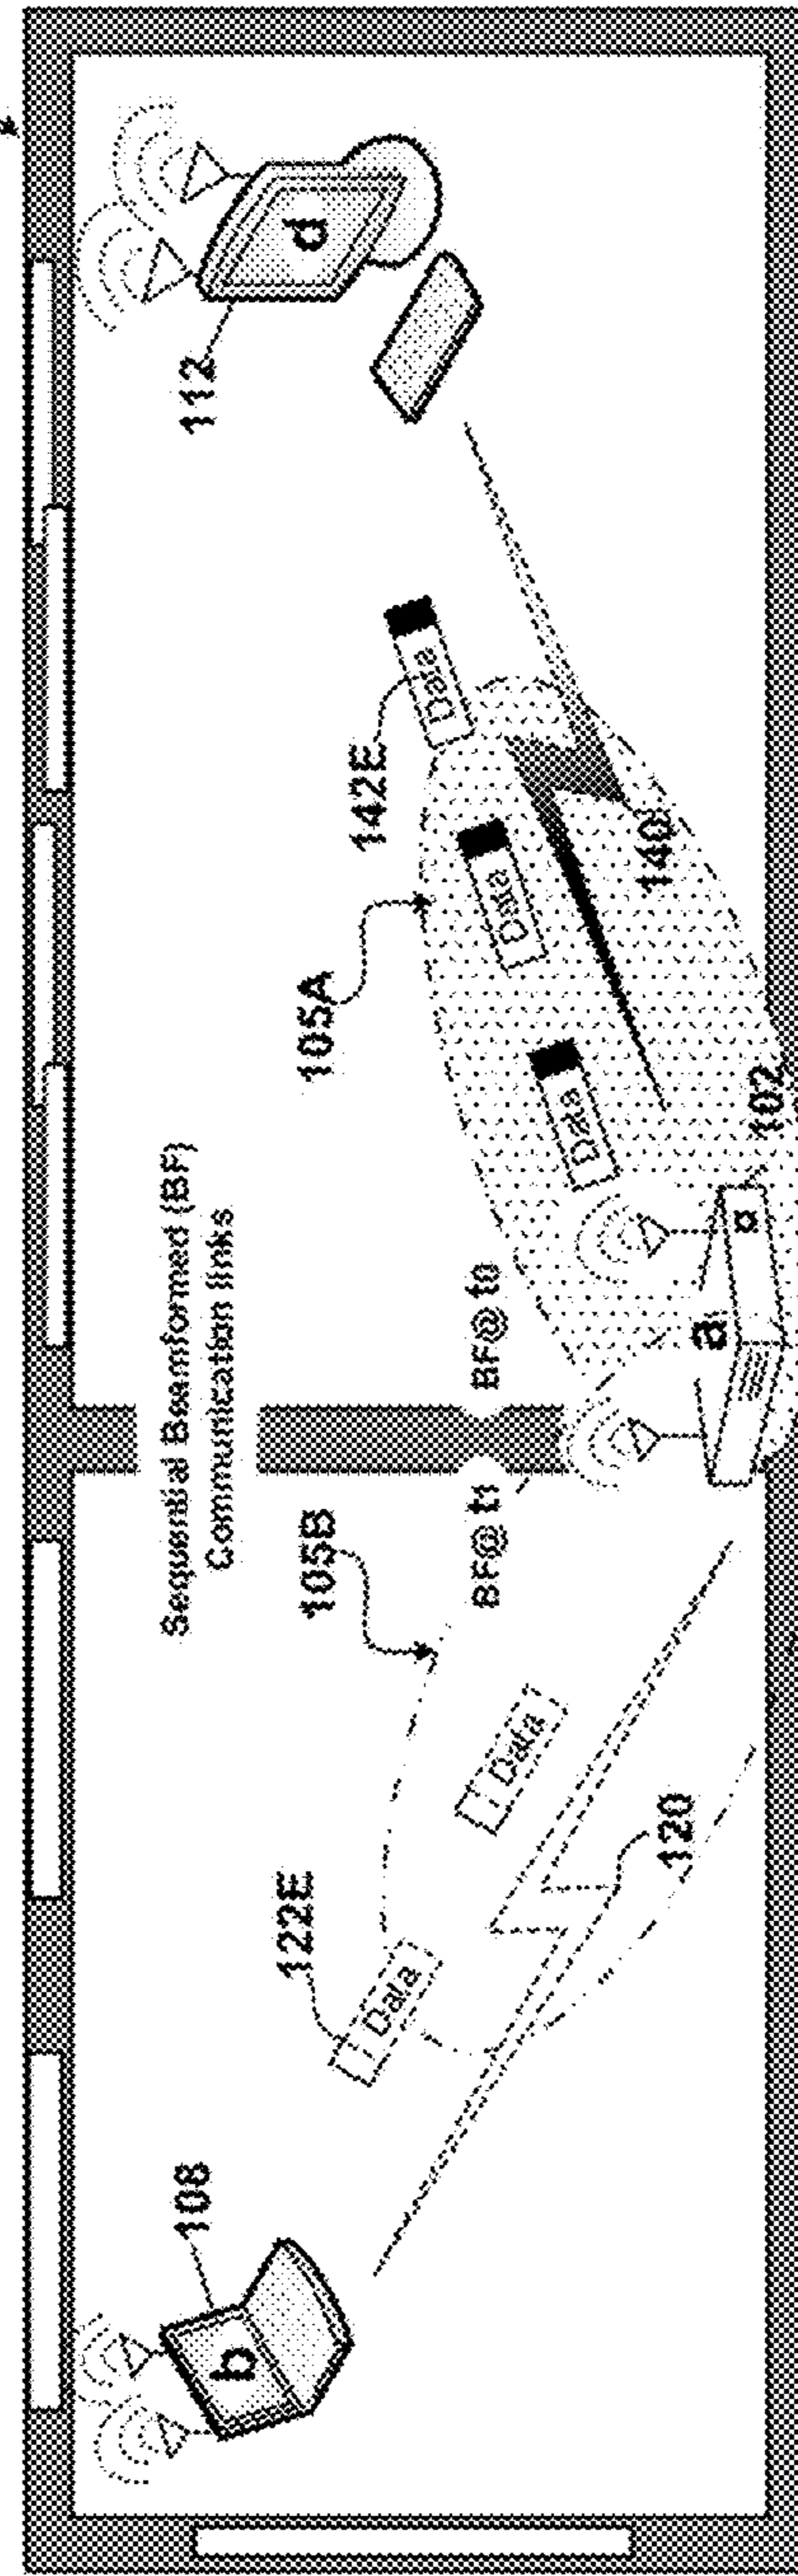 Sequential Beamformed (BF)
Communication links
108
b
122E
Data
Data
120
105B
BF@ t1
BF@ t0
a
102
105A
Data
Data
Data
142E
140
112
d